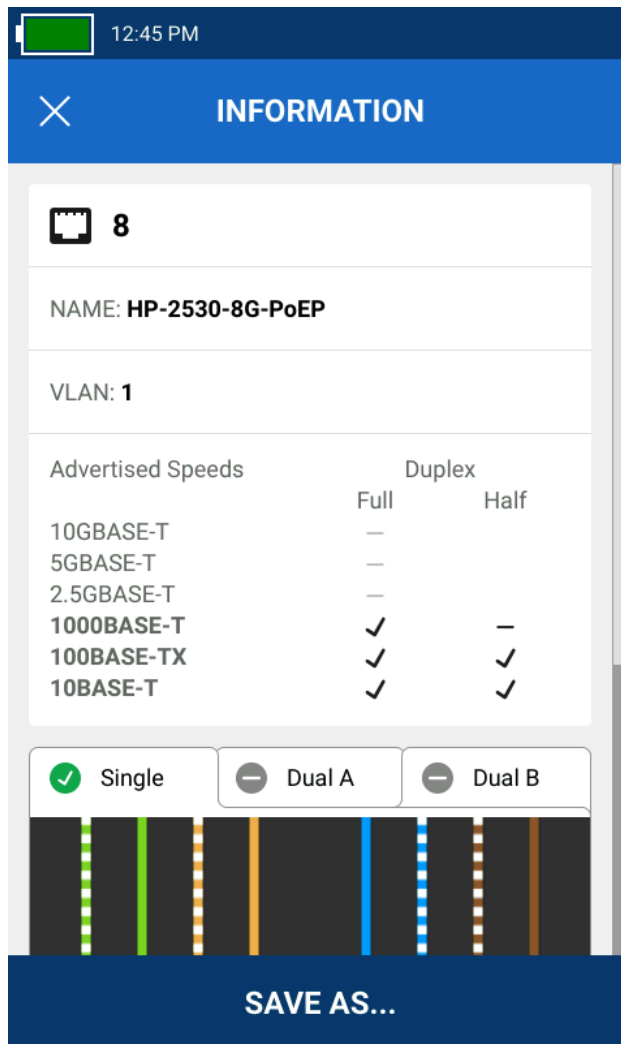 12:45 PM
INFORMATION
8
NAME: HP-2530-8G-PoEP
VLAN: 1
Advertised Speeds Duplex
Full Half
10GBASE-T
5GBASE-T
2.5GBASE-T
1000BASE-T
100BASE-TX
10BASE-T
Single Dual A Dual B
SAVE AS...